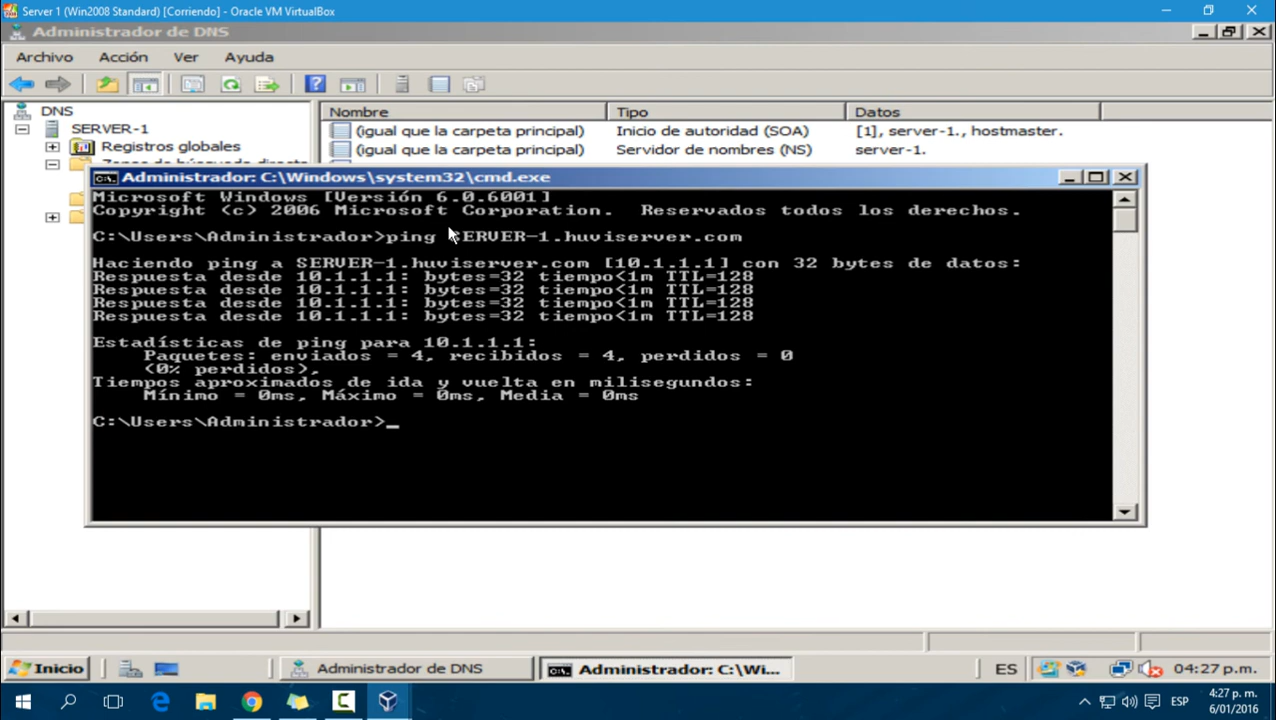 Server 1 (Win2008 Standard) [Corriendo] - Oracle VM VirtualBox
Administrador de DNS
Archivo Acción Ver Ayuda
DNS
SERVER-1
Registros globales
Nombre Tipo Datos
(igual que la carpeta principal) Inicio de autoridad (SOA) [1], server-1., hostmaster.
(igual que la carpeta principal) Servidor de nombres (NS) server-1.
Administrador: C:\Windows\system32\cmd.exe
Microsoft Windows [Versión 6.0.6001]
Copyright (c) 2006 Microsoft Corporation. Reservados todos los derechos.
C:\Users\Administrador>ping SERVER-1.huviserver.com
Haciendo ping a SERVER-1.huviserver.com [10.1.1.1] con 32 bytes de datos:
Respuesta desde 10.1.1.1: bytes=32 tiempo<1m TTL=128
Respuesta desde 10.1.1.1: bytes=32 tiempo<1m TTL=128
Respuesta desde 10.1.1.1: bytes=32 tiempo<1m TTL=128
Respuesta desde 10.1.1.1: bytes=32 tiempo<1m TTL=128
Estadísticas de ping para 10.1.1.1:
Paquetes: enviados = 4, recibidos = 4, perdidos = 0
(0% perdidos),
Tiempos aproximados de ida y vuelta en milisegundos:
Mínimo = 0ms, Máximo = 0ms, Media = 0ms
C:\Users\Administrador>_
Inicio Administrador de DNS Administrador: C:\Wi... ES 04:27 p.m.
ESP 4:27 p.m.
6/01/2016